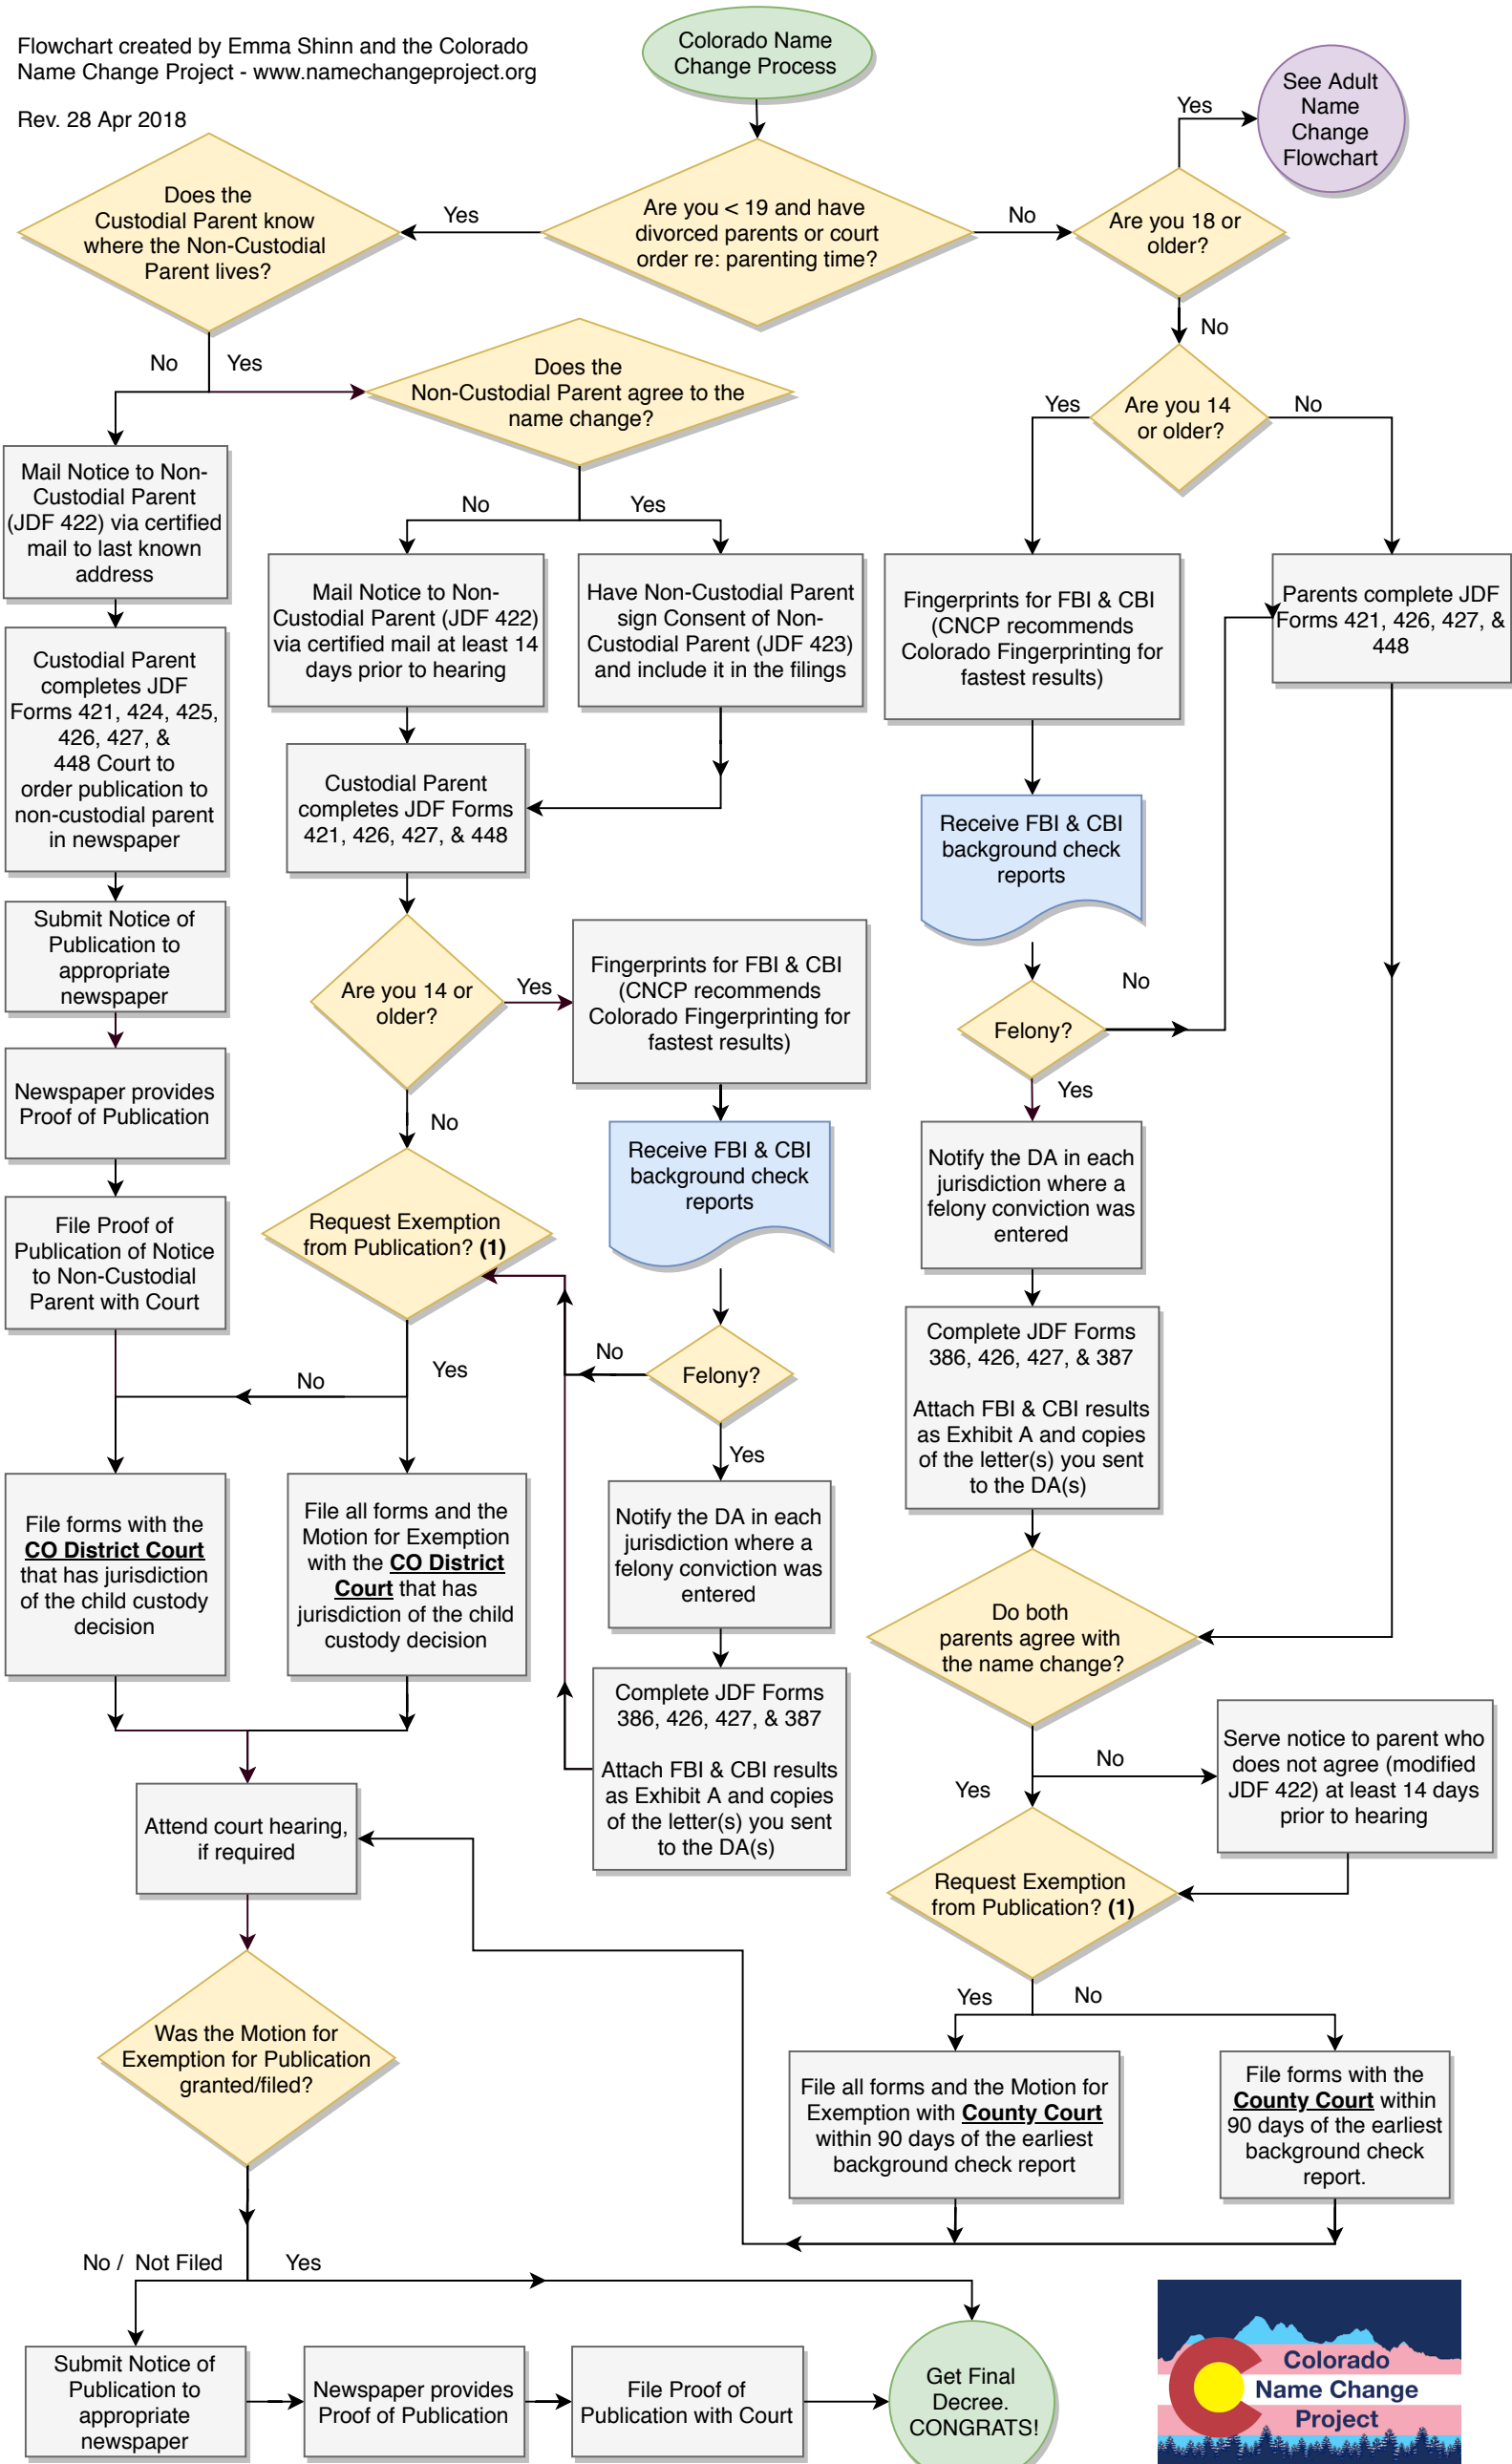 Flowchart created by Emma Shinn and the Colorado
Name Change Project - www.namechangeproject.org
Rev. 28 Apr 2018
Colorado Name
Change Process
See Adult
Name
Change
Flowchart
Yes
Does the
Custodial Parent know
where the Non-Custodial
Parent lives?
Yes
Are you < 19 and have
divorced parents or court
order re: parenting time?
No
Are you 18 or
older?
No
No
Yes
Does the
Non-Custodial Parent agree to the
name change?
Yes
Are you 14
or older?
No
Mail Notice to Non-
Custodial Parent
(JDF 422) via certified
mail to last known
address
No
Yes
Mail Notice to Non-
Custodial Parent (JDF 422)
via certified mail at least 14
days prior to hearing
Have Non-Custodial Parent
sign Consent of Non-
Custodial Parent (JDF 423)
and include it in the filings
Fingerprints for FBI & CBI
(CNCP recommends
Colorado Fingerprinting for
fastest results)
Parents complete JDF
Forms 421, 426, 427, &
448
Custodial Parent
completes JDF
Forms 421, 424, 425,
426, 427, &
448 Court to
order publication to
non-custodial parent
in newspaper
Custodial Parent
completes JDF Forms
421, 426, 427, & 448
Receive FBI & CBI
background check
reports
Submit Notice of
Publication to
appropriate
newspaper
Are you 14 or
older?
Yes
Fingerprints for FBI & CBI
(CNCP recommends
Colorado Fingerprinting for
fastest results)
No
Felony?
Yes
Newspaper provides
Proof of Publication
No
Receive FBI & CBI
background check
reports
Notify the DA in each
jurisdiction where a
felony conviction was
entered
File Proof of
Publication of Notice
to Non-Custodial
Parent with Court
Request Exemption
from Publication? (1)
No
Yes
No
Felony?
Yes
Complete JDF Forms
386, 426, 427, & 387
Attach FBI & CBI results
as Exhibit A and copies
of the letter(s) you sent
to the DA(s)
File forms with the
CO District Court
that has jurisdiction
of the child custody
decision
File all forms and the
Motion for Exemption
with the CO District
Court that has
jurisdiction of the child
custody decision
Notify the DA in each
jurisdiction where a
felony conviction was
entered
Do both
parents agree with
the name change?
Complete JDF Forms
386, 426, 427, & 387
Attach FBI & CBI results
as Exhibit A and copies
of the letter(s) you sent
to the DA(s)
No
Yes
Serve notice to parent who
does not agree (modified
JDF 422) at least 14 days
prior to hearing
Attend court hearing,
if required
Request Exemption
from Publication? (1)
Yes
No
Was the Motion for
Exemption for Publication
granted/filed?
File all forms and the Motion for
Exemption with County Court
within 90 days of the earliest
background check report
File forms with the
County Court within
90 days of the earliest
background check
report.
No / Not Filed
Yes
Submit Notice of
Publication to
appropriate
newspaper
Newspaper provides
Proof of Publication
File Proof of
Publication with Court
Get Final
Decree.
CONGRATS!
Colorado
Name Change
Project